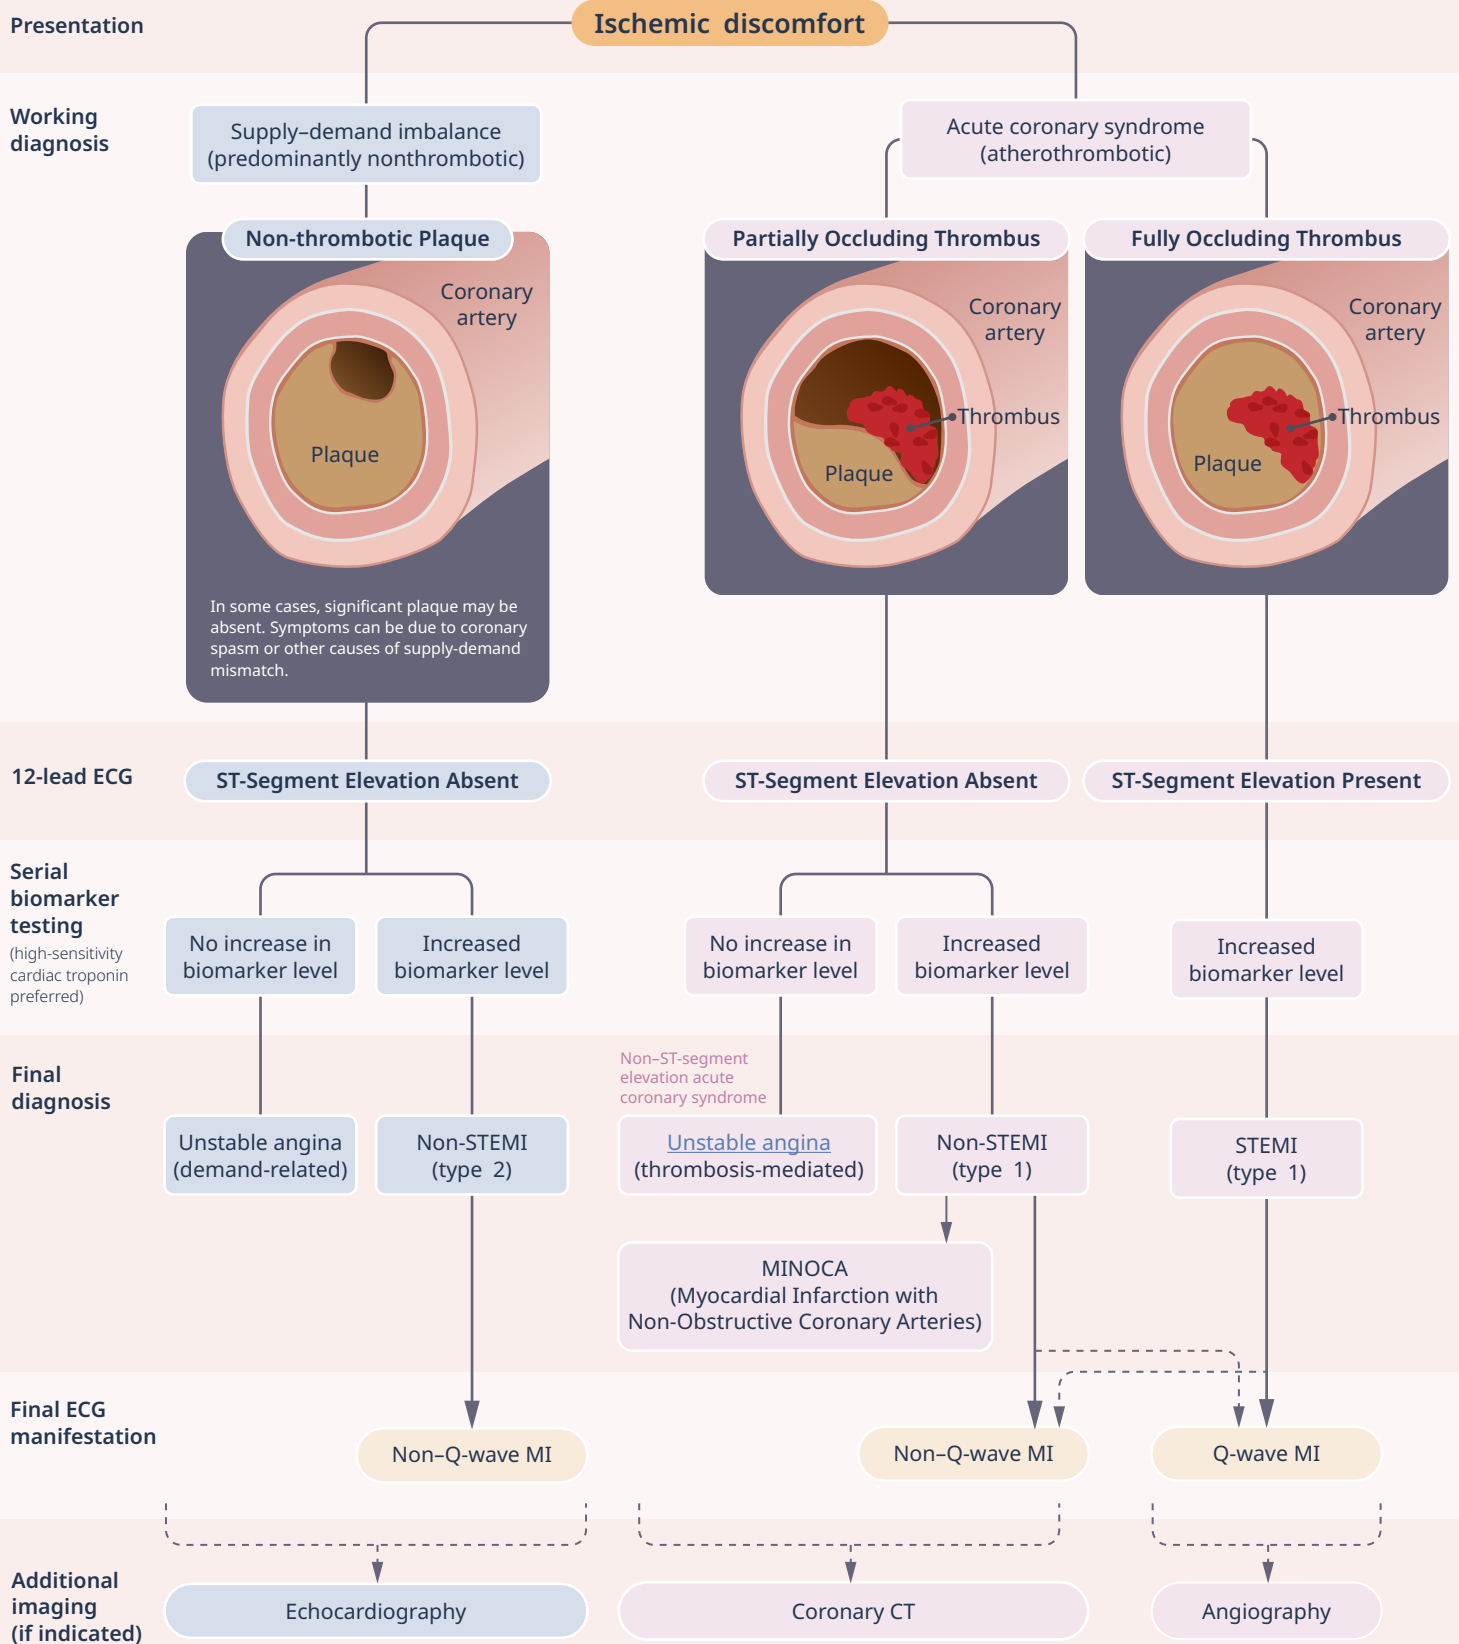 Presentation
Ischemic discomfort
Working
diagnosis
Supply–demand imbalance
(predominantly nonthrombotic)
Acute coronary syndrome
(atherothrombotic)
Non-thrombotic Plaque
Partially Occluding Thrombus
Fully Occluding Thrombus
Coronary
artery
Plaque
In some cases, significant plaque may be
absent. Symptoms can be due to coronary
spasm or other causes of supply-demand
mismatch.
Coronary
artery
Thrombus
Plaque
Coronary
artery
Thrombus
Plaque
12-lead ECG
ST-Segment Elevation Absent
ST-Segment Elevation Absent
ST-Segment Elevation Present
Serial
biomarker
testing
(high-sensitivity
cardiac troponin
preferred)
No increase in
biomarker level
Increased
biomarker level
No increase in
biomarker level
Increased
biomarker level
Increased
biomarker level
Final
diagnosis
Non–ST-segment
elevation acute
coronary syndrome
Unstable angina
(demand-related)
Non-STEMI
(type 2)
Unstable angina
(thrombosis-mediated)
Non-STEMI
(type 1)
STEMI
(type 1)
MINOCA
(Myocardial Infarction with
Non-Obstructive Coronary Arteries)
Final ECG
manifestation
Non–Q-wave MI
Non–Q-wave MI
Q-wave MI
Additional
imaging
(if indicated)
Echocardiography
Coronary CT
Angiography